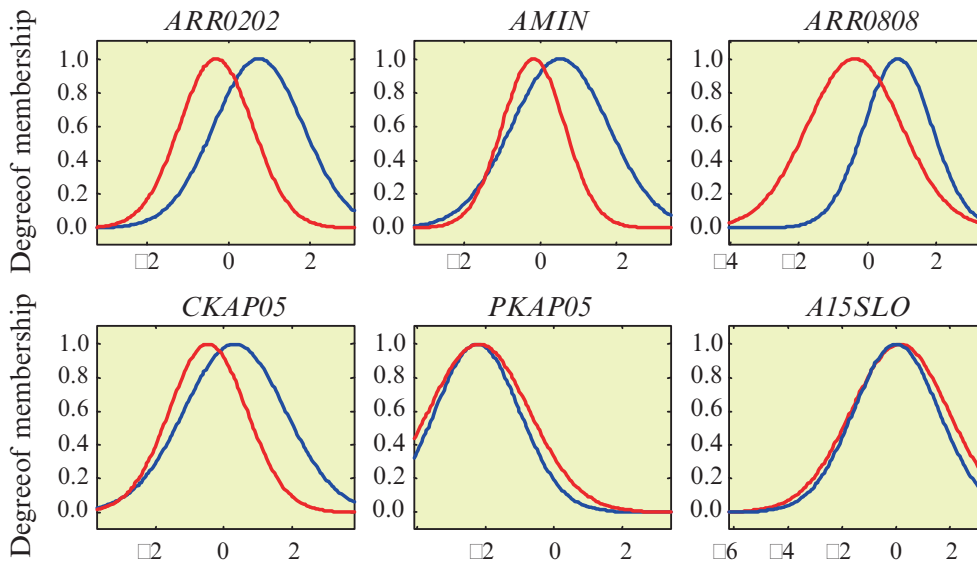 ARR0202 AMIN ARR0808
Degreeof membership
1.0 1.0 1.0
0.8 0.8 0.8
0.6 0.6 0.6
0.4 0.4 0.4
0.2 0.2 0.2
0.0 0.0 0.0
□2 0 2 □2 0 2 □4 □2 0 2
CKAP05 PKAP05 A15SLO
Degreeof membership
1.0 1.0 1.0
0.8 0.8 0.8
0.6 0.6 0.6
0.4 0.4 0.4
0.2 0.2 0.2
0.0 0.0 0.0
□2 0 2 □2 0 2 □6 □4 □2 0 2